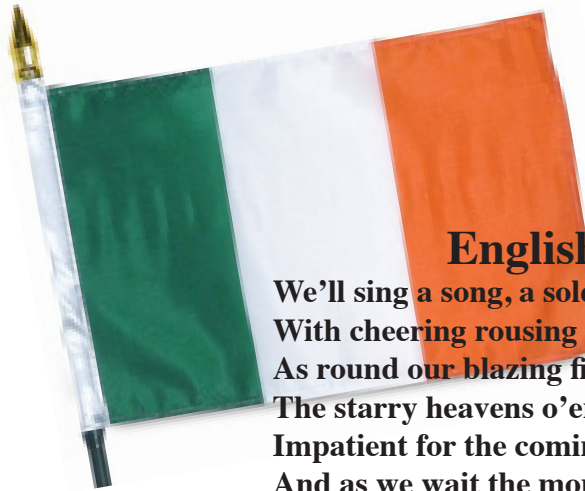 English
We’ll sing a song, a
With cheering rousing
As round our blazing
The starry heavens
Impatient for the
And as we wait the